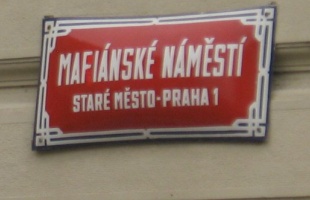 MAFIÁNSKÉ NÁMĚSTÍ
STARÉ MĚSTO-PRAHA 1